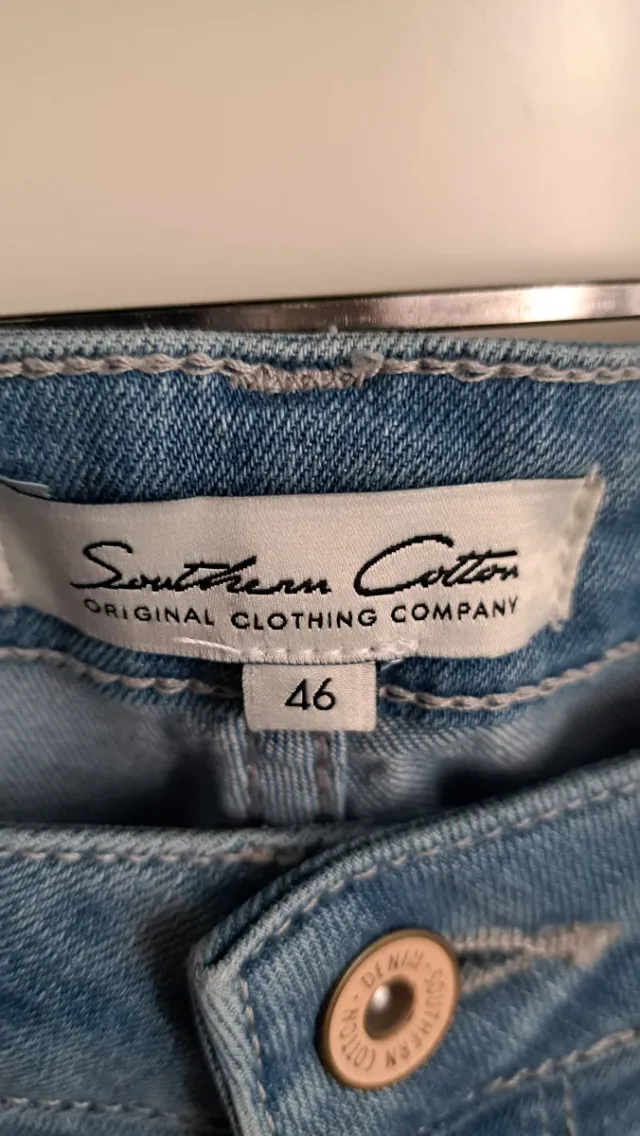 Southern Cotton
ORIGINAL CLOTHING COMPANY
46
DENIM · SOUTHERN COTTON ·